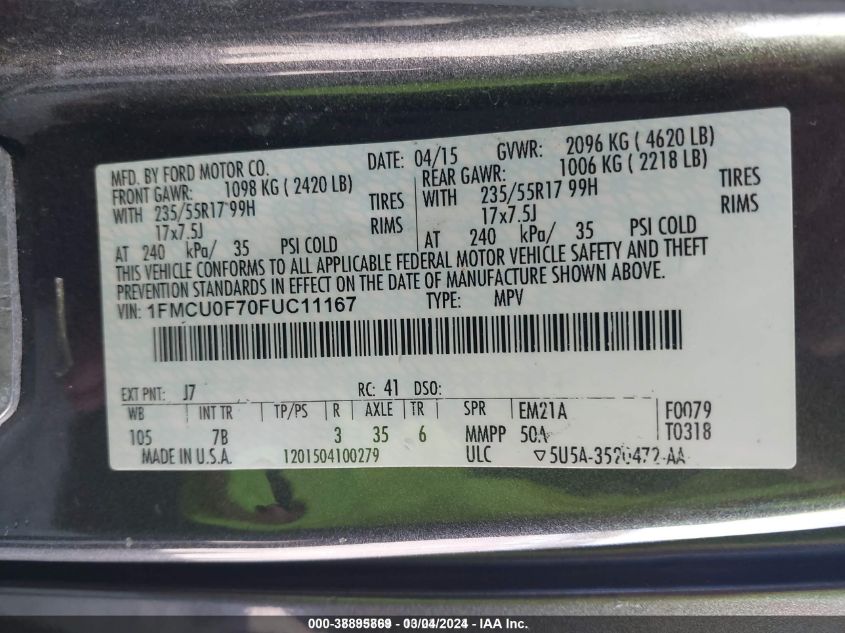 MFD. BY FORD MOTOR CO. DATE: 04/15 GVWR: 2096 KG ( 4620 LB)
FRONT GAWR: 1098 KG ( 2420 LB) REAR GAWR: 1006 KG ( 2218 LB)
WITH 235/55R17 99H TIRES WITH 235/55R17 99H TIRES
17x7.5J RIMS 17x7.5J RIMS
AT 240 kPa/ 35 PSI COLD AT 240 kPa/ 35 PSI COLD
THIS VEHICLE CONFORMS TO ALL APPLICABLE FEDERAL MOTOR VEHICLE SAFETY AND THEFT
PREVENTION STANDARDS IN EFFECT ON THE DATE OF MANUFACTURE SHOWN ABOVE.
VIN: 1FMCU0F70FUC11167 TYPE: MPV
EXT PNT: J7 RC: 41 DSO:
WB INT TR TP/PS R AXLE TR SPR EM21A F0079
105 7B 3 35 6 MMPP 50A T0318
MADE IN U.S.A. 1201504100279 ULC ▽5U5A-3520472-AA
000-38895869 - 03/04/2024 - IAA Inc.